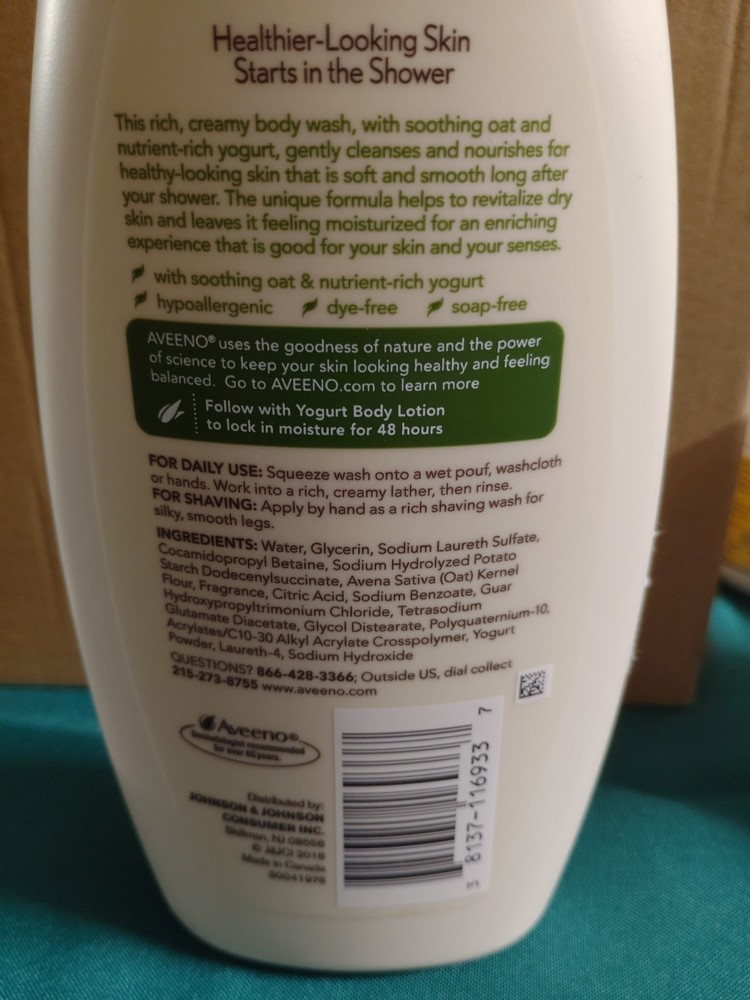 Healthier-Looking Skin
Starts in the Shower
This rich, creamy body wash, with soothing oat and
nutrient-rich yogurt, gently cleanses and nourishes for
healthy-looking skin that is soft and smooth long after
your shower. The unique formula helps to revitalize dry
skin and leaves it feeling moisturized for an enriching
experience that is good for your skin and your senses.
with soothing oat & nutrient-rich yogurt
hypoallergenic dye-free soap-free
AVEENO® uses the goodness of nature and the power
of science to keep your skin looking healthy and feeling
balanced. Go to AVEENO.com to learn more
Follow with Yogurt Body Lotion
to lock in moisture for 48 hours
FOR DAILY USE: Squeeze wash onto a wet pouf, washcloth
or hands. Work into a rich, creamy lather, then rinse.
FOR SHAVING: Apply by hand as a rich shaving wash for
silky, smooth legs.
INGREDIENTS: Water, Glycerin, Sodium Laureth Sulfate,
Cocamidopropyl Betaine, Sodium Hydrolyzed Potato
Starch Dodecenylsuccinate, Avena Sativa (Oat) Kernel
Flour, Fragrance, Citric Acid, Sodium Benzoate, Guar
Hydroxypropyltrimonium Chloride, Tetrasodium
Glutamate Diacetate, Glycol Distearate, Polyquaternium-10,
Acrylates/C10-30 Alkyl Acrylate Crosspolymer, Yogurt
Powder, Laureth-4, Sodium Hydroxide
QUESTIONS? 866-428-3366; Outside US, dial collect
215-273-8755 www.aveeno.com
Aveeno®
Dermatologist recommended
for over 60 years.
Distributed by:
JOHNSON & JOHNSON
CONSUMER INC.
Skillman, NJ 08558
© J&JCI 2018
Made in Canada
3 8137-116933 7